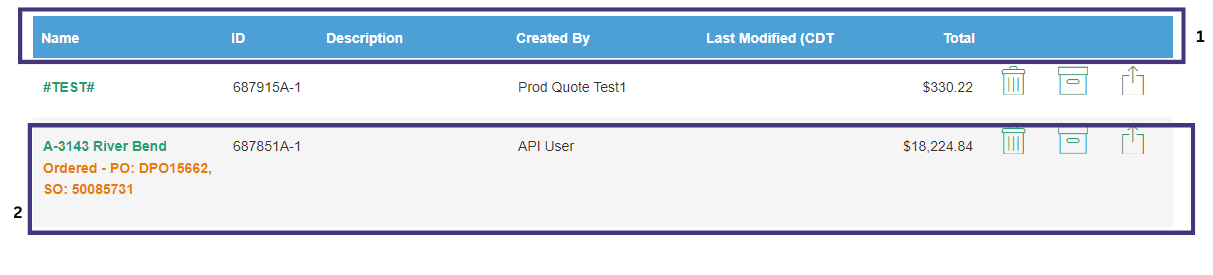 Name ID Description Created By Last Modified (CDT Total
1
#TEST# 687915A-1 Prod Quote Test1 $330.22
A-3143 River Bend 687851A-1 API User $18,224.84
Ordered - PO: DPO15662,
SO: 50085731
2